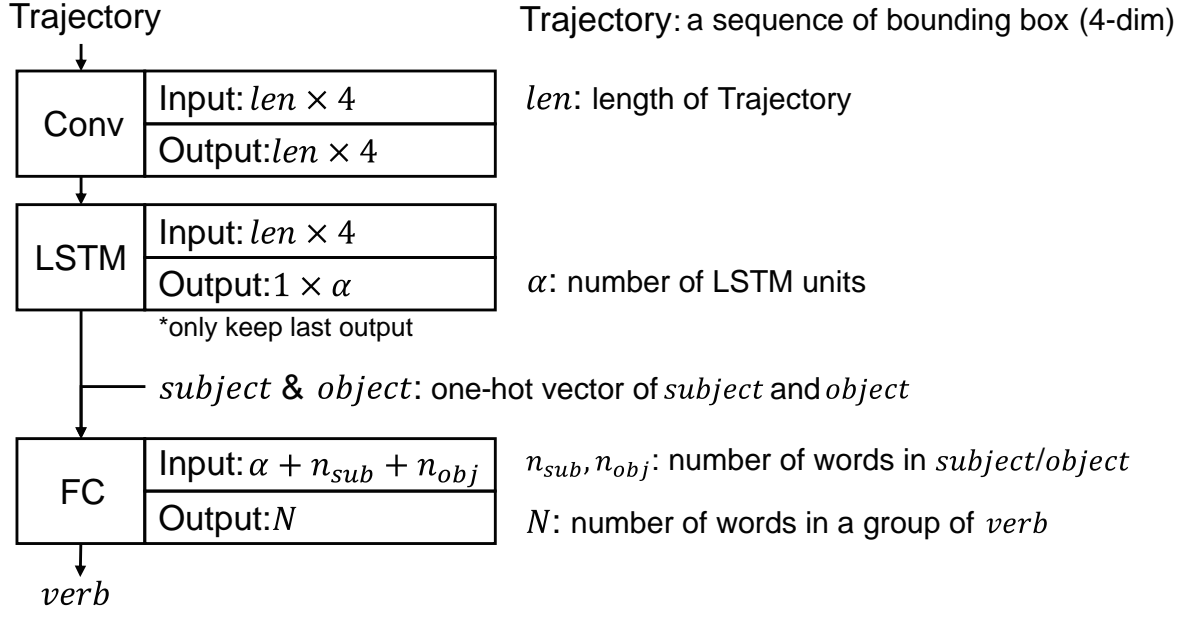 Trajectory
Trajectory: a sequence of bounding box (4-dim)
Conv
Input: len × 4
Output:len × 4
len: length of Trajectory
LSTM
Input: len × 4
Output:1 × α
α: number of LSTM units
*only keep last output
subject & object: one-hot vector of subject and object
FC
Input: α + n_sub + n_obj
Output:N
n_sub, n_obj: number of words in subject/object
N: number of words in a group of verb
verb